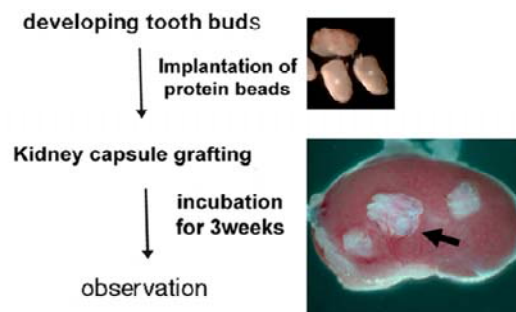 developing tooth buds
Implantation of
protein beads
Kidney capsule grafting
incubation
for 3weeks
observation